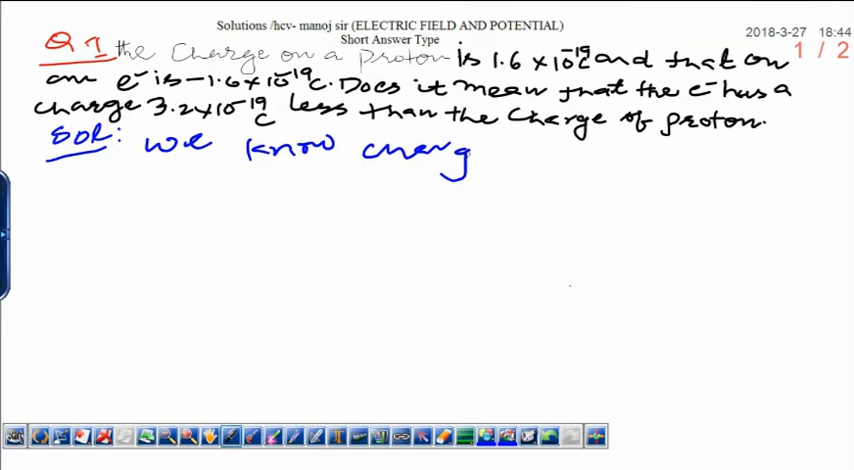 Solutions /hcv- manoj sir (ELECTRIC FIELD AND POTENTIAL)
Short Answer Type
2018-3-27 18:44
1 / 2
Q 1 the Charge on a proton is 1.6 × 10⁻¹⁹C and that on
an e⁻ is -1.6 × 10⁻¹⁹C. Does it mean that the e⁻ has a
charge 3.2 × 10⁻¹⁹ C less than the Charge of proton.
Sol: we know charg